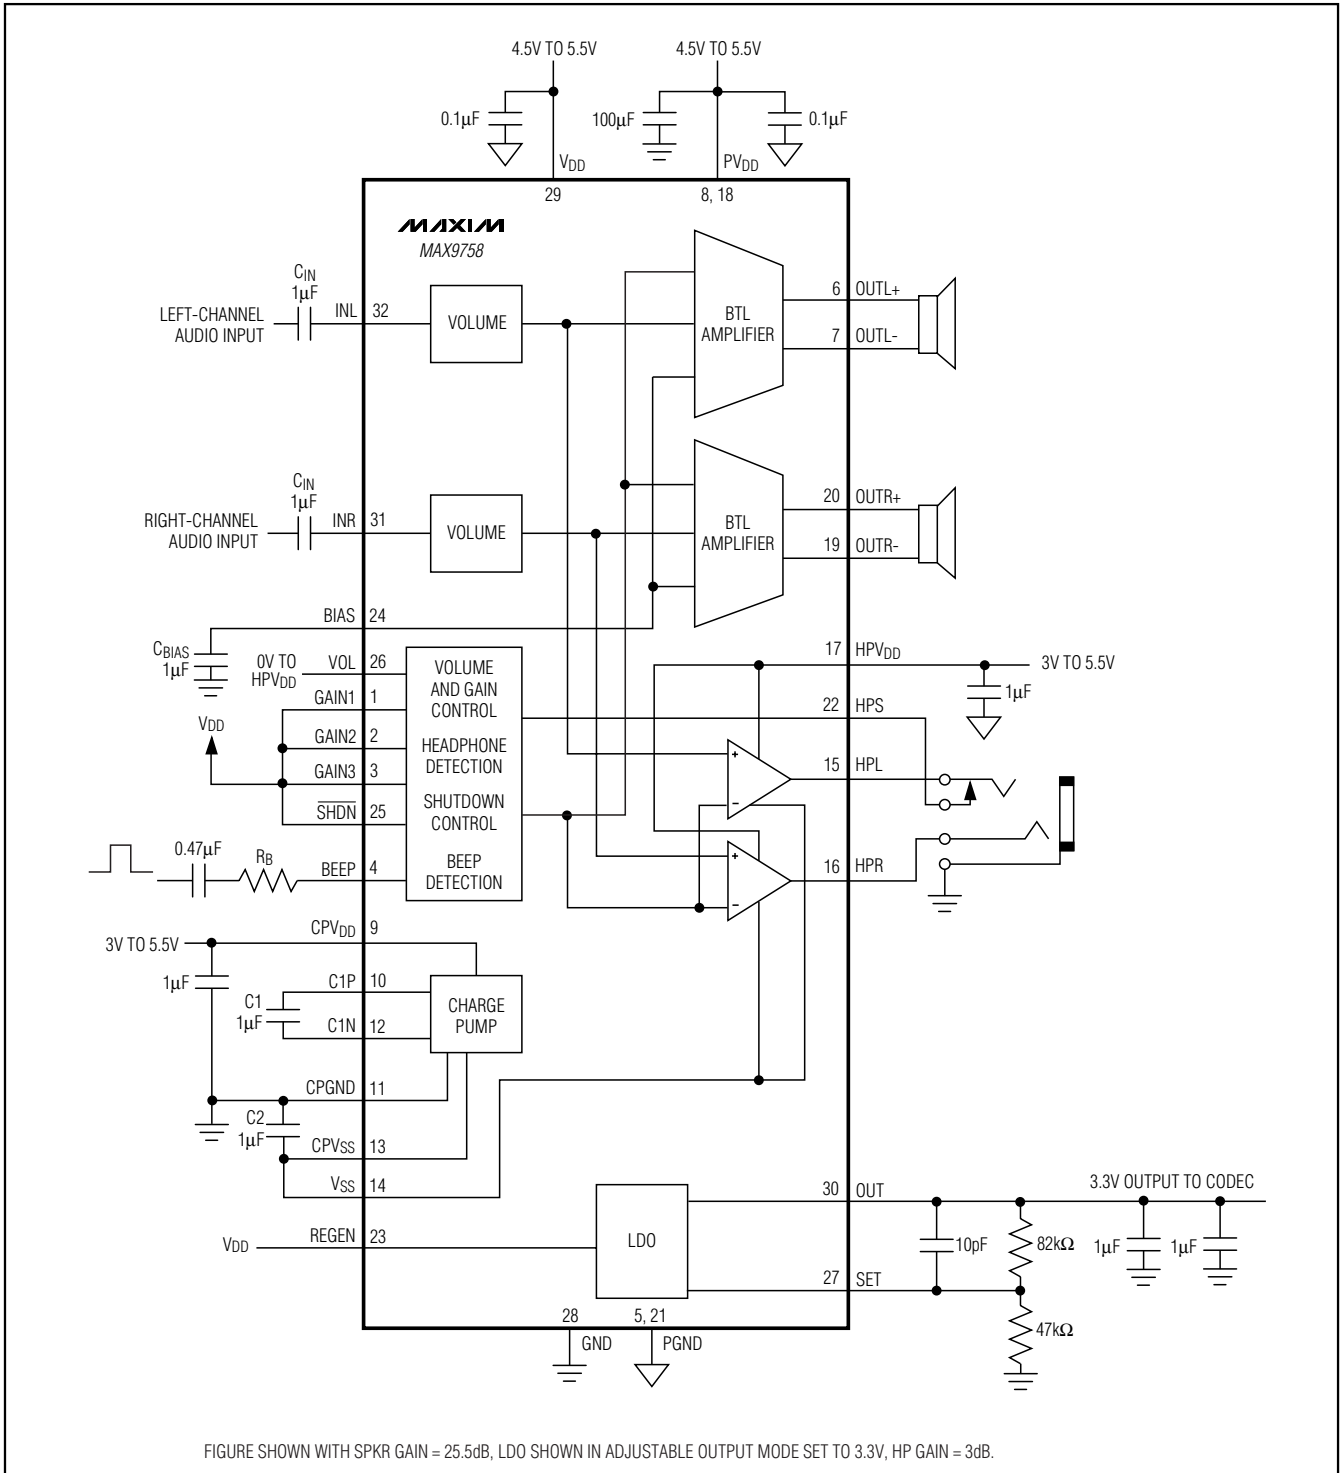 4.5V TO 5.5V
4.5V TO 5.5V
0.1µF
100µF
0.1µF
VDD
PVDD
29
8, 18
MAXIM
MAX9758
CIN
1µF
LEFT-CHANNEL
AUDIO INPUT
INL
32
VOLUME
BTL
AMPLIFIER
6
OUTL+
7
OUTL-
CIN
1µF
RIGHT-CHANNEL
AUDIO INPUT
INR
31
VOLUME
BTL
AMPLIFIER
20
OUTR+
19
OUTR-
BIAS
24
CBIAS
1µF
0V TO
HPVDD
VOL
26
GAIN1
1
VDD
GAIN2
2
GAIN3
3
SHDN
25
VOLUME
AND GAIN
CONTROL
HEADPHONE
DETECTION
SHUTDOWN
CONTROL
BEEP
DETECTION
17
HPVDD
3V TO 5.5V
1µF
22
HPS
+
−
15
HPL
+
−
16
HPR
0.47µF
RB
BEEP
4
CPVDD
9
3V TO 5.5V
1µF
C1P
10
C1
1µF
C1N
12
CHARGE
PUMP
CPGND
11
C2
1µF
CPVSS
13
VSS
14
VDD
REGEN
23
LDO
30
OUT
3.3V OUTPUT TO CODEC
10pF
82kΩ
1µF
1µF
27
SET
47kΩ
28
GND
5, 21
PGND
FIGURE SHOWN WITH SPKR GAIN = 25.5dB, LDO SHOWN IN ADJUSTABLE OUTPUT MODE SET TO 3.3V, HP GAIN = 3dB.